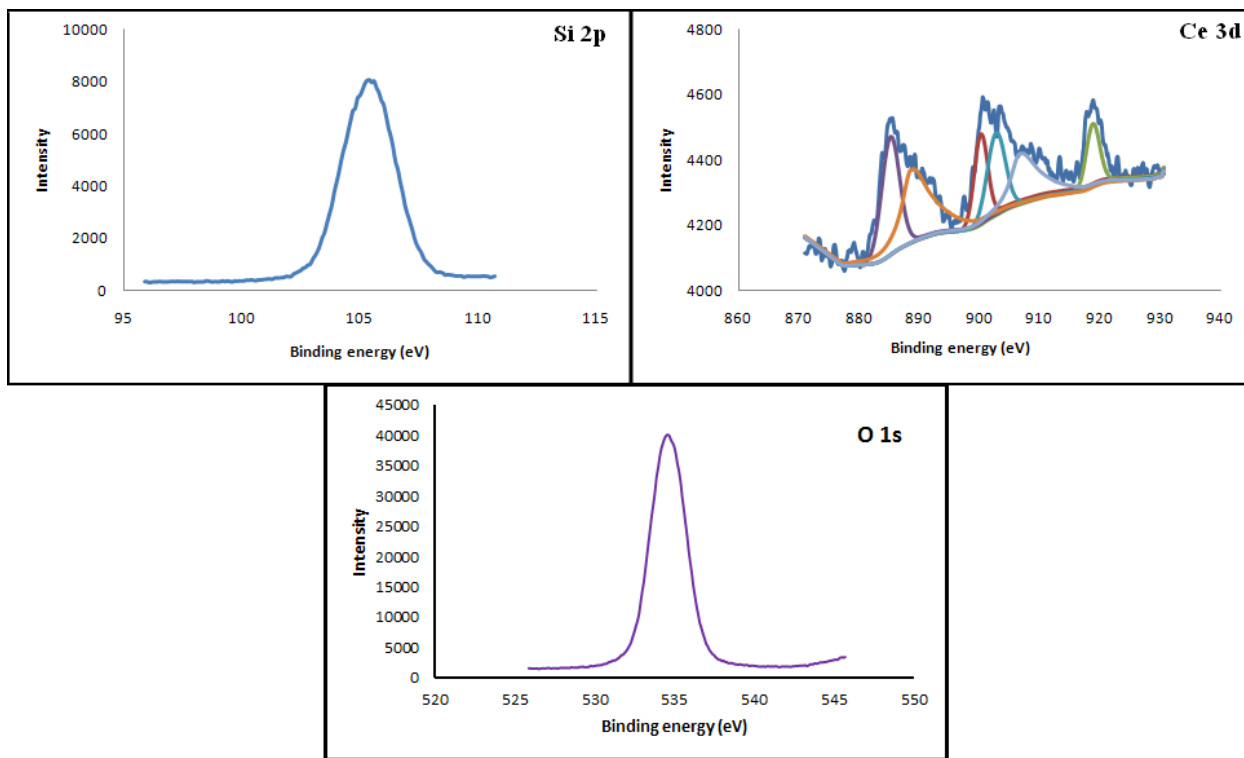 Si 2p
10000
8000
6000
4000
2000
0
Intensity
95 100 105 110 115
Binding energy (eV)
Ce 3d
4800
4600
4400
4200
4000
Intensity
860 870 880 890 900 910 920 930 940
Binding energy (eV)
O 1s
45000
40000
35000
30000
25000
20000
15000
10000
5000
0
Intensity
520 525 530 535 540 545 550
Binding energy (eV)